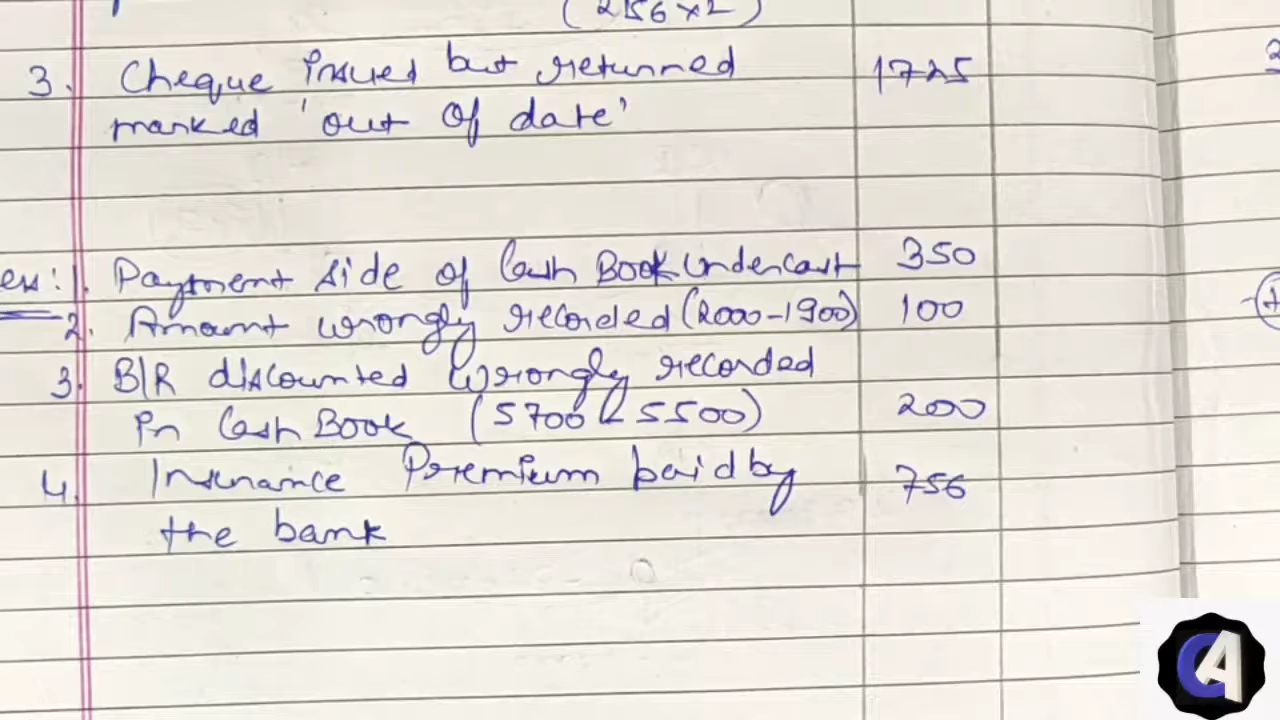 (256x2)
3. Cheque issued but returned 1725
marked 'out of date'
1. Payment side of Cash Book Undercast 350
2. Amount wrongly recorded (2000-1900) 100
3. B/R discounted wrongly recorded
in Cash Book (5700 - 5500) 200
4. Insurance Premium paid by 756
the bank
CA